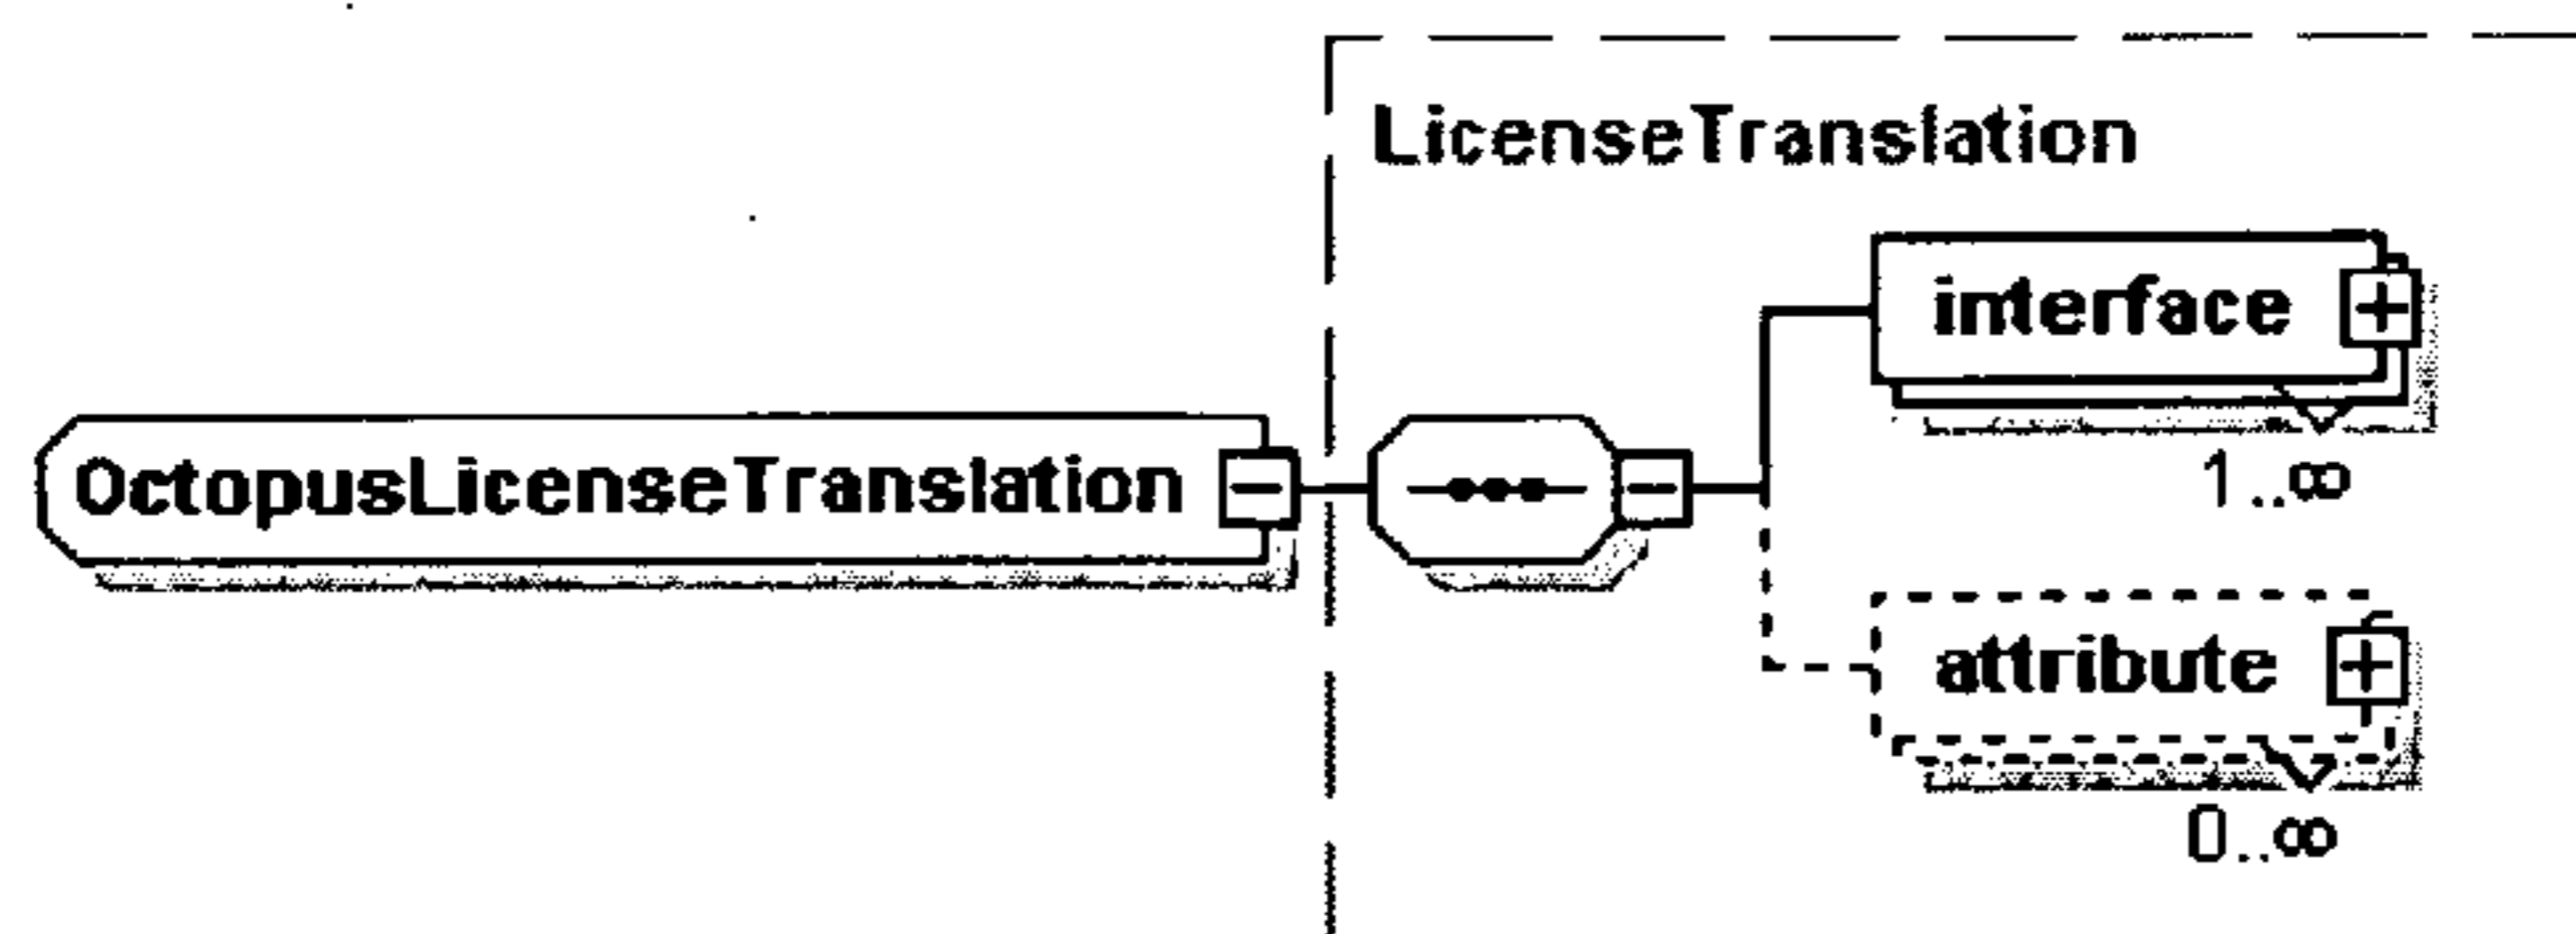 LicenseTranslation
interface
1..∞
OctopusLicenseTranslation
attribute
0..∞